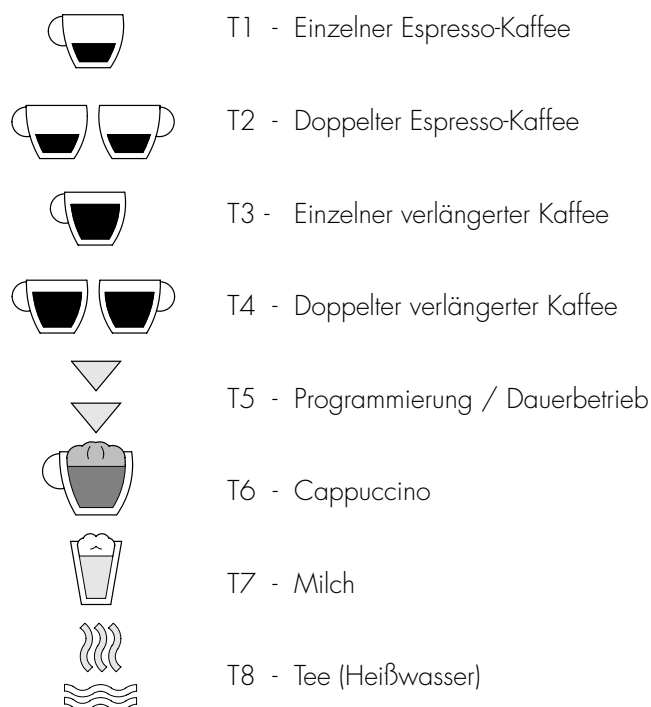 T1 - Einzelner Espresso-Kaffee
T2 - Doppelter Espresso-Kaffee
T3 - Einzelner verlängerter Kaffee
T4 - Doppelter verlängerter Kaffee
T5 - Programmierung / Dauerbetrieb
T6 - Cappuccino
T7 - Milch
T8 - Tee (Heißwasser)